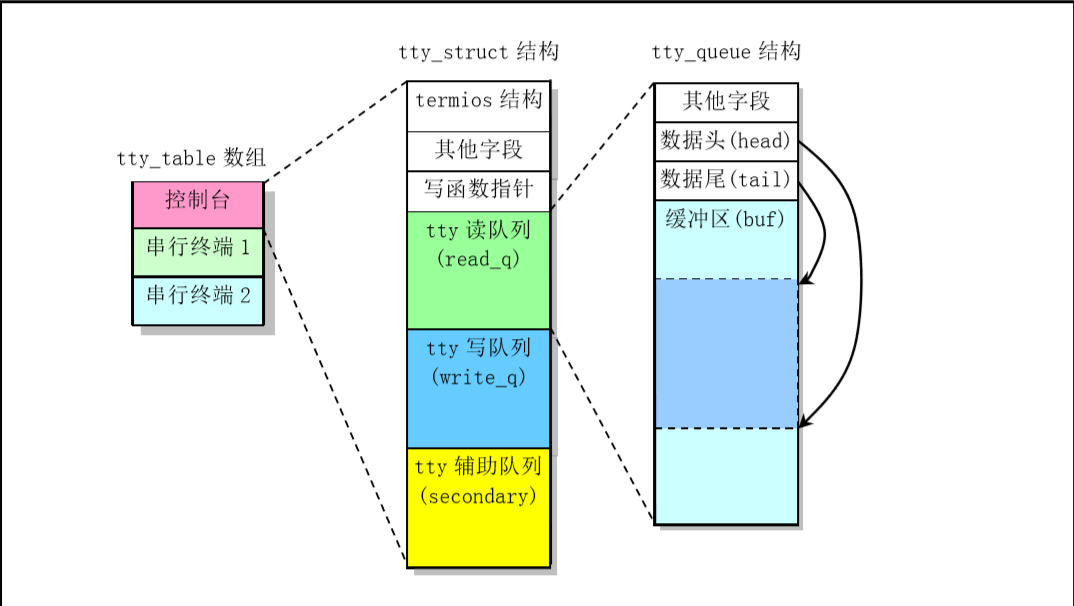 tty_struct 结构
tty_queue 结构
tty_table 数组
控制台
串行终端 1
串行终端 2
termios 结构
其他字段
写函数指针
tty 读队列
(read_q)
tty 写队列
(write_q)
tty 辅助队列
(secondary)
其他字段
数据头(head)
数据尾(tail)
缓冲区(buf)